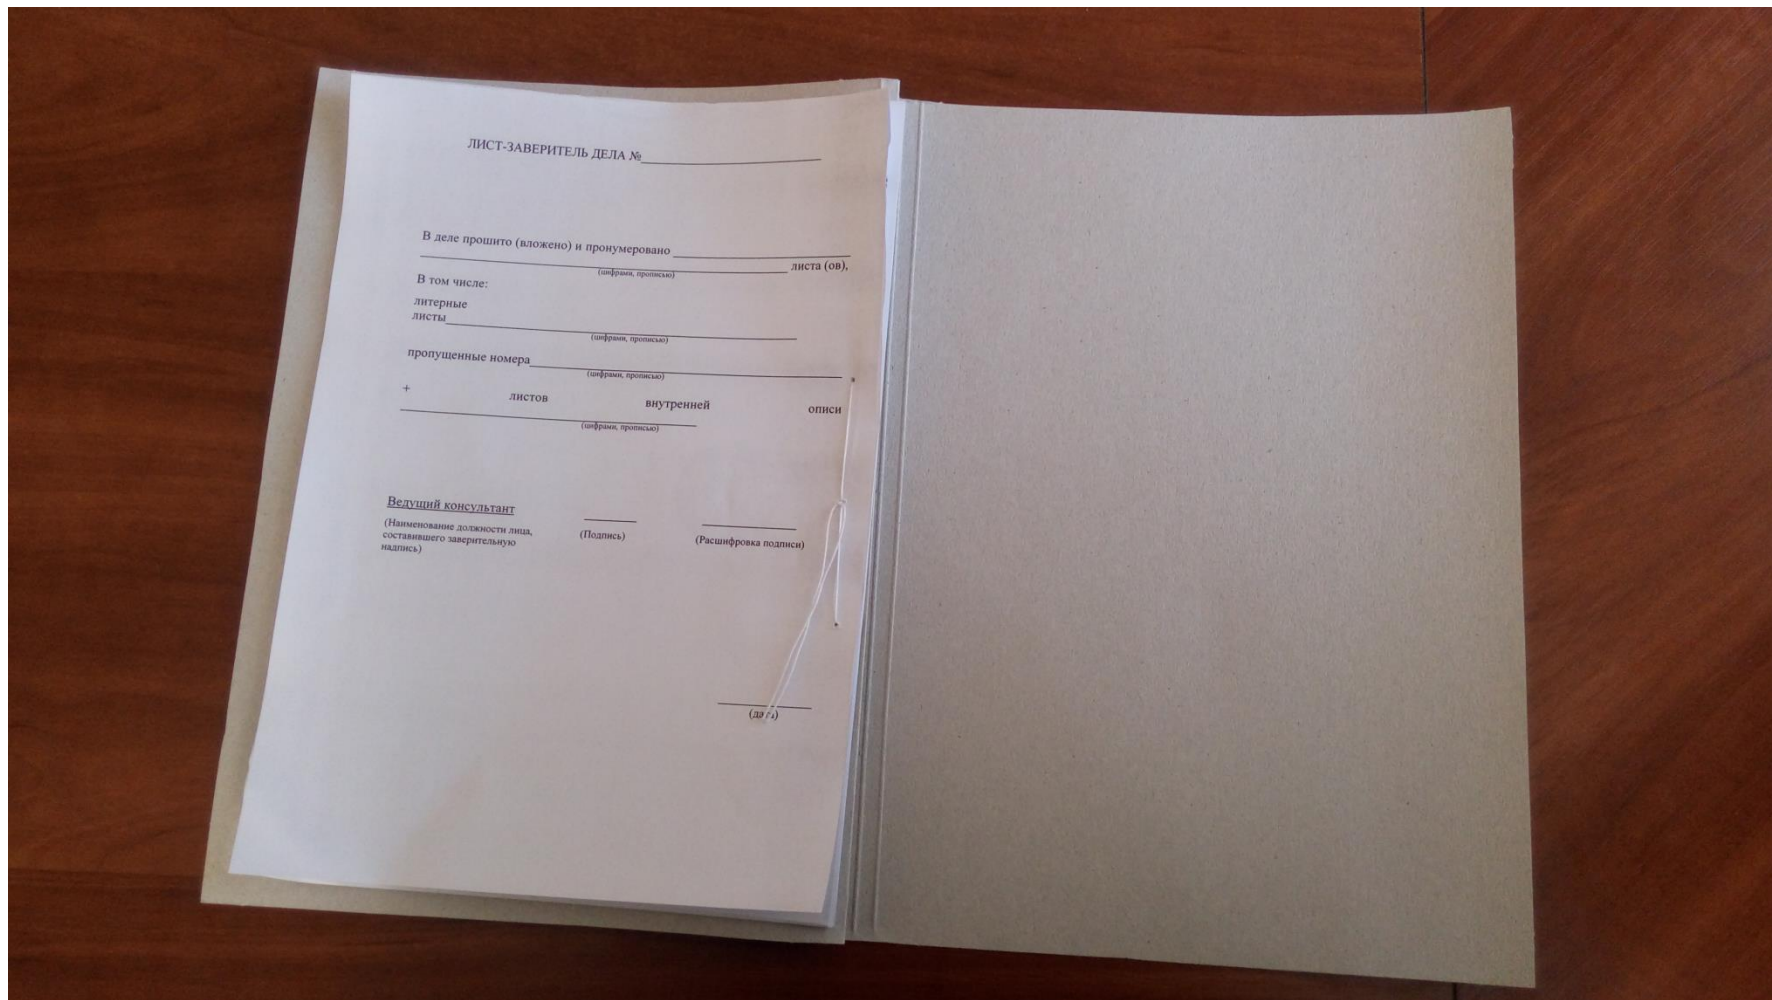 ЛИСТ-ЗАВЕРИТЕЛЬ ДЕЛА №
В деле прошито (вложено) и пронумеровано
листа (ов),
(цифрами, прописью)
В том числе:
литерные
листы
(цифрами, прописью)
пропущенные номера
(цифрами, прописью)
+ листов внутренней описи
(цифрами, прописью)
Ведущий консультант
(Наименование должности лица,
составившего заверительную
надпись)
(Подпись)
(Расшифровка подписи)
(дата)